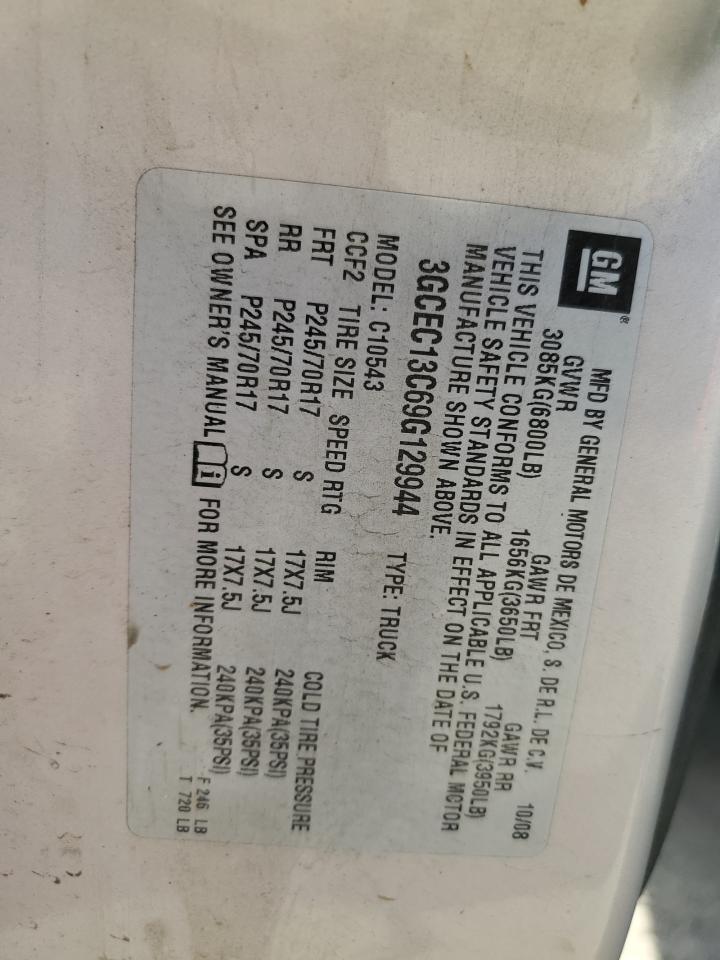 GM®
MFD BY GENERAL MOTORS DE MEXICO, S. DE R.L. DE C.V. 10/08
GVWR GAWR FRT GAWR RR
3085KG(6800LB) 1656KG(3650LB) 1792KG(3950LB)
THIS VEHICLE CONFORMS TO ALL APPLICABLE U.S. FEDERAL MOTOR
VEHICLE SAFETY STANDARDS IN EFFECT ON THE DATE OF
MANUFACTURE SHOWN ABOVE.
3GCEC13C69G129944 TYPE: TRUCK
MODEL: C10543
CCF2 TIRE SIZE SPEED RTG RIM COLD TIRE PRESSURE
FRT P245/70R17 S 17X7.5J 240KPA(35PSI)
RR P245/70R17 S 17X7.5J 240KPA(35PSI)
SPA P245/70R17 S 17X7.5J 240KPA(35PSI)
SEE OWNER'S MANUAL i FOR MORE INFORMATION.
F 246 LB
T 720 LB